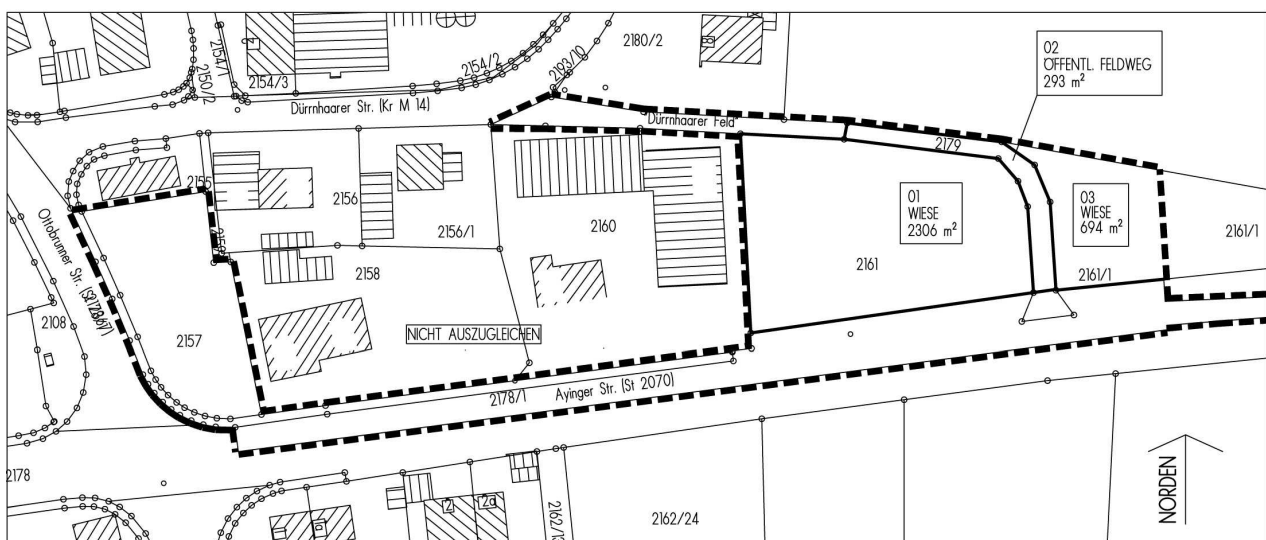 2180/2
02
ÖFFENTL. FELDWEG
293 m²
2154/1
2150/2
2154/3
2154/2
2193/10
8
Dürrnhaarer Str. (Kr M 14)
Dürrnhaarer Feld
2179
2155
2156
2156/1
2160
01
WIESE
2306 m²
03
WIESE
694 m²
2161/1
2161
2161/1
Ottobrunner Str.
2108
2158
2157
NICHT AUSZUGLEICHEN
2178/1
Ayinger Str. (St 2070)
2178
2
2a
2162/24
NORDEN